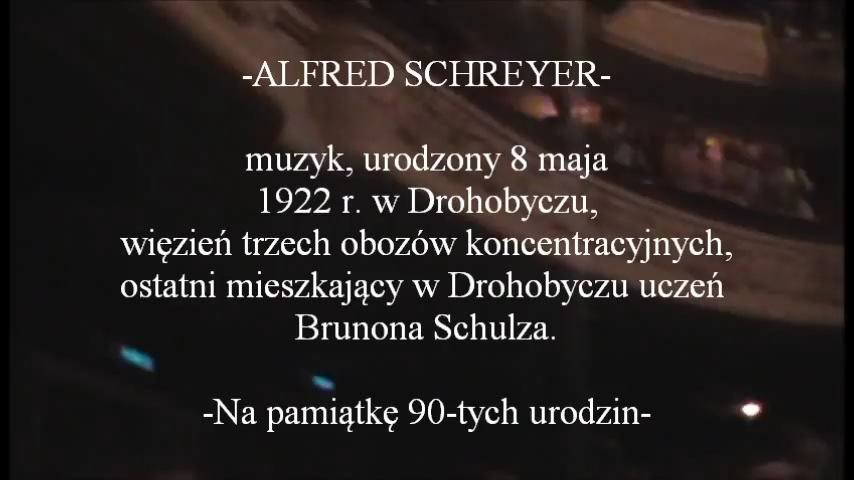 -ALFRED SCHREYER-
muzyk, urodzony 8 maja
1922 r. w Drohobyczu,
więzień trzech obozów koncentracyjnych,
ostatni mieszkający w Drohobyczu uczeń
Brunona Schulza.
-Na pamiątkę 90-tych urodzin-